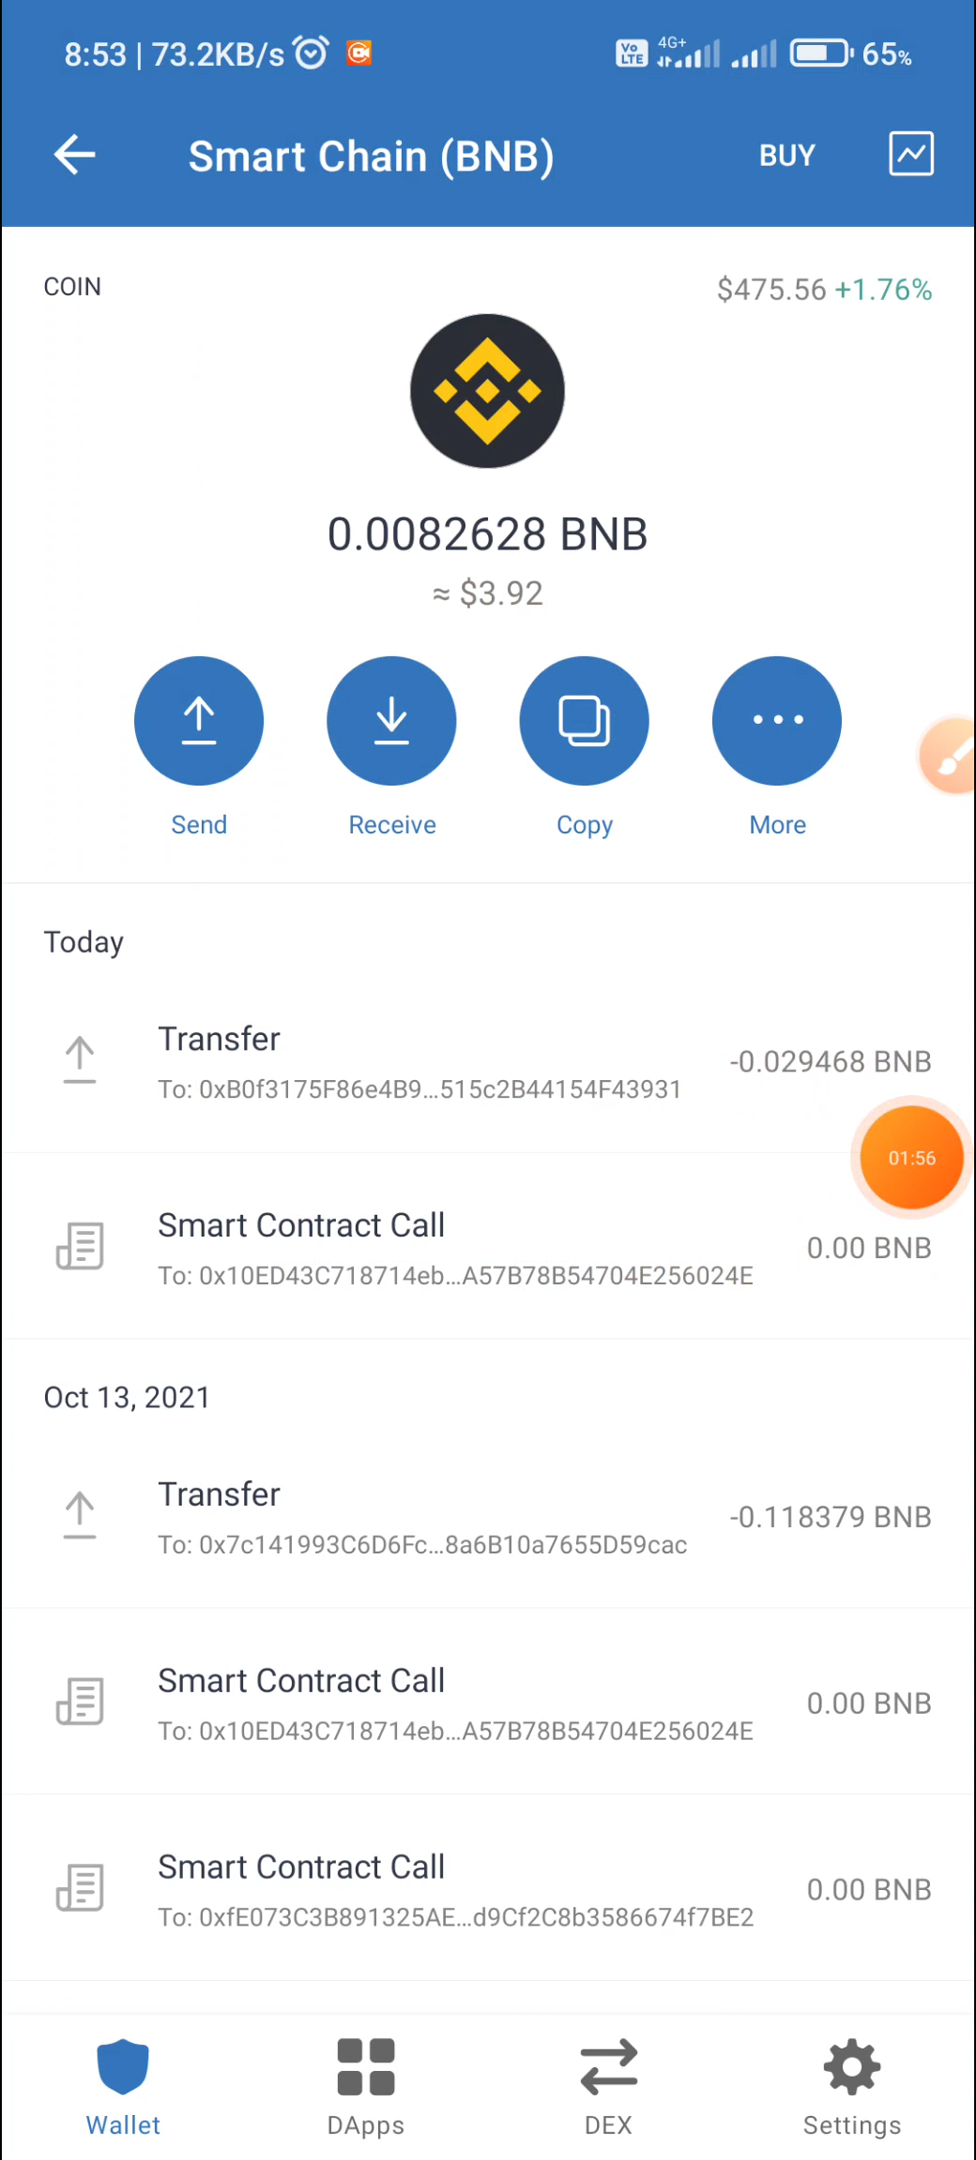 8:53 | 73.2KB/s Vo LTE 4G+ 65%
Smart Chain (BNB) BUY
COIN $475.56 +1.76%
0.0082628 BNB
≈ $3.92
Send Receive Copy More
Today
Transfer -0.029468 BNB
To: 0xB0f3175F86e4B9...515c2B44154F43931
01:56
Smart Contract Call 0.00 BNB
To: 0x10ED43C718714eb...A57B78B54704E256024E
Oct 13, 2021
Transfer -0.118379 BNB
To: 0x7c141993C6D6Fc...8a6B10a7655D59cac
Smart Contract Call 0.00 BNB
To: 0x10ED43C718714eb...A57B78B54704E256024E
Smart Contract Call 0.00 BNB
To: 0xfE073C3B891325AE...d9Cf2C8b3586674f7BE2
Wallet DApps DEX Settings